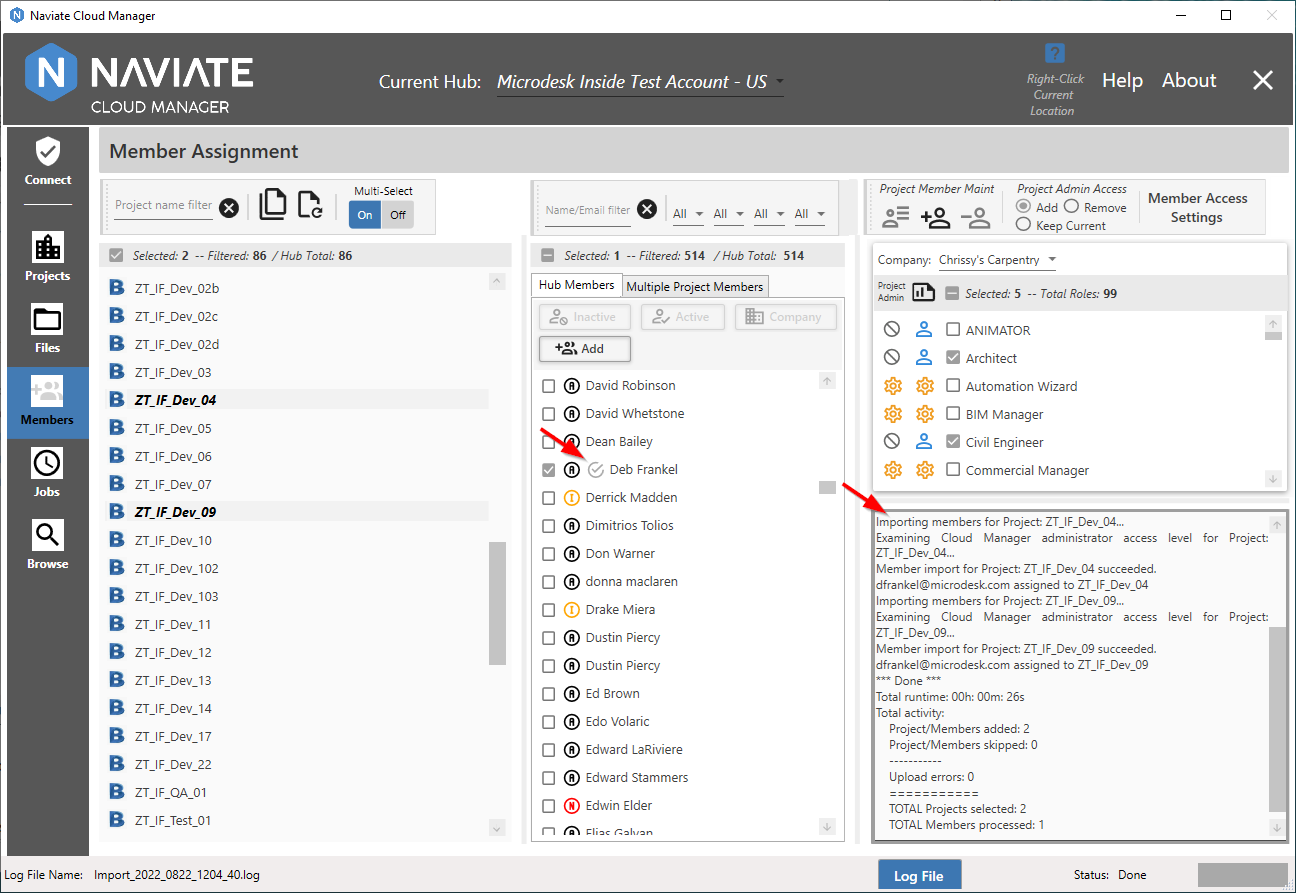 Naviate Cloud Manager
NAVIATE
CLOUD MANAGER
Current Hub: Microdesk Inside Test Account - US
?
Right-Click
Current
Location
Help
About
Connect
Projects
Files
Members
Jobs
Browse
Member Assignment
Project name filter
Multi-Select
On Off
Selected: 2 -- Filtered: 86 / Hub Total: 86
B ZT_IF_Dev_02b
B ZT_IF_Dev_02c
B ZT_IF_Dev_02d
B ZT_IF_Dev_03
B ZT_IF_Dev_04
B ZT_IF_Dev_05
B ZT_IF_Dev_06
B ZT_IF_Dev_07
B ZT_IF_Dev_09
B ZT_IF_Dev_10
B ZT_IF_Dev_102
B ZT_IF_Dev_103
B ZT_IF_Dev_11
B ZT_IF_Dev_12
B ZT_IF_Dev_13
B ZT_IF_Dev_14
B ZT_IF_Dev_17
B ZT_IF_Dev_22
B ZT_IF_QA_01
B ZT_IF_Test_01
Name/Email filter
All All All All
Selected: 1 -- Filtered: 514 / Hub Total: 514
Hub Members Multiple Project Members
Inactive Active Company
Add
A David Robinson
A David Whetstone
A Dean Bailey
A Deb Frankel
I Derrick Madden
A Dimitrios Tolios
A Don Warner
A donna maclaren
I Drake Miera
A Dustin Piercy
A Dustin Piercy
A Ed Brown
A Edo Volaric
A Edward LaRiviere
A Edward Stammers
N Edwin Elder
A Elias Galvan
Project Member Maint
Project Admin Access
Add Remove
Keep Current
Member Access
Settings
Company: Chrissy's Carpentry
Project
Admin
Selected: 5 -- Total Roles: 99
ANIMATOR
Architect
Automation Wizard
BIM Manager
Civil Engineer
Commercial Manager
Importing members for Project: ZT_IF_Dev_04...
Examining Cloud Manager administrator access level for Project:
ZT_IF_Dev_04...
Member import for Project: ZT_IF_Dev_04 succeeded.
dfrankel@microdesk.com assigned to ZT_IF_Dev_04
Importing members for Project: ZT_IF_Dev_09...
Examining Cloud Manager administrator access level for Project:
ZT_IF_Dev_09...
Member import for Project: ZT_IF_Dev_09 succeeded.
dfrankel@microdesk.com assigned to ZT_IF_Dev_09
*** Done ***
Total runtime: 00h: 00m: 26s
Total activity:
Project/Members added: 2
Project/Members skipped: 0
-----------
Upload errors: 0
===========
TOTAL Projects selected: 2
TOTAL Members processed: 1
Log File Name: Import_2022_0822_1204_40.log
Log File
Status: Done